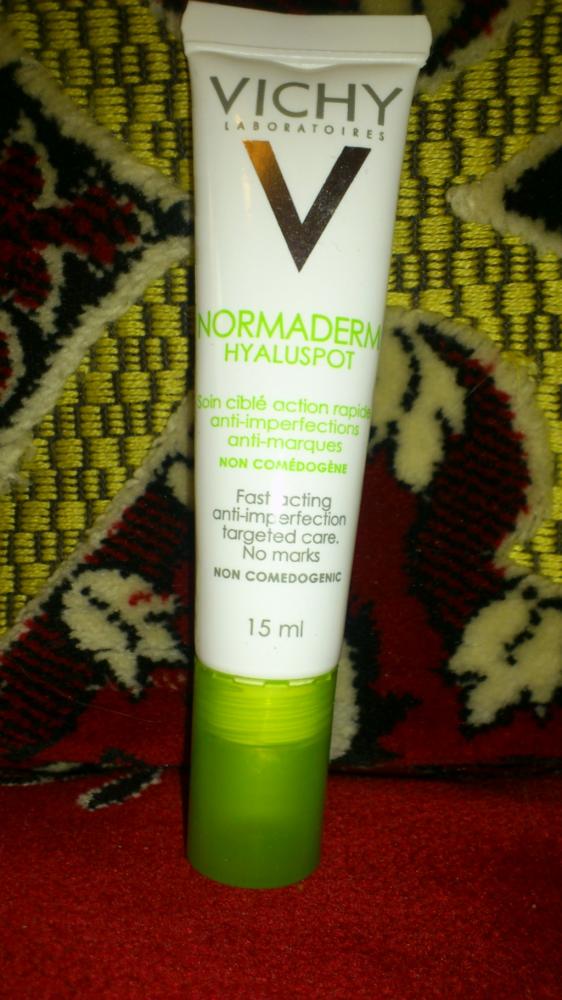 VICHY
LABORATOIRES
V
NORMADERM
HYALUSPOT
Soin ciblé action rapide
anti-imperfections
anti-marques
NON COMÉDOGÈNE
Fast acting
anti-imperfection
targeted care.
No marks
NON COMEDOGENIC
15 ml